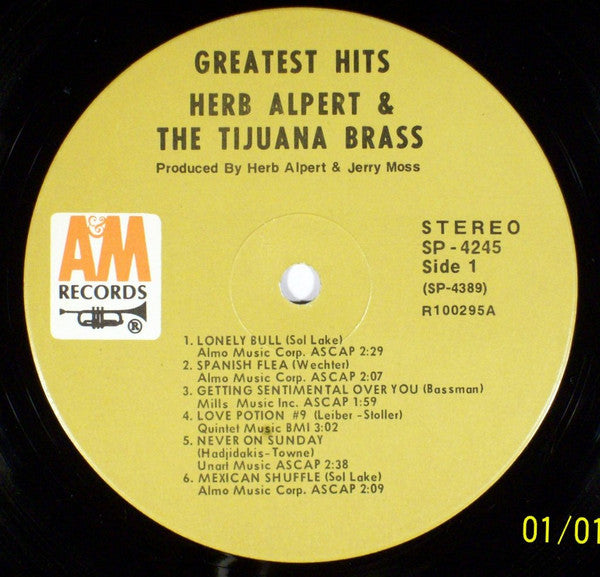 GREATEST HITS
HERB ALPERT &
THE TIJUANA BRASS
Produced By Herb Alpert & Jerry Moss
A&M
RECORDS
®
STEREO
SP-4245
Side 1
(SP-4389)
R100295A
1. LONELY BULL (Sol Lake)
Almo Music Corp. ASCAP 2:29
2. SPANISH FLEA (Wechter)
Almo Music Corp. ASCAP 2:07
3. GETTING SENTIMENTAL OVER YOU (Bassman)
Mills Music Inc. ASCAP 1:59
4. LOVE POTION #9 (Leiber-Stoller)
Quintet Music BMI 3:02
5. NEVER ON SUNDAY
(Hadjidakis-Towne)
Unart Music ASCAP 2:38
6. MEXICAN SHUFFLE (Sol Lake)
Almo Music Corp. ASCAP 2:09
01/01